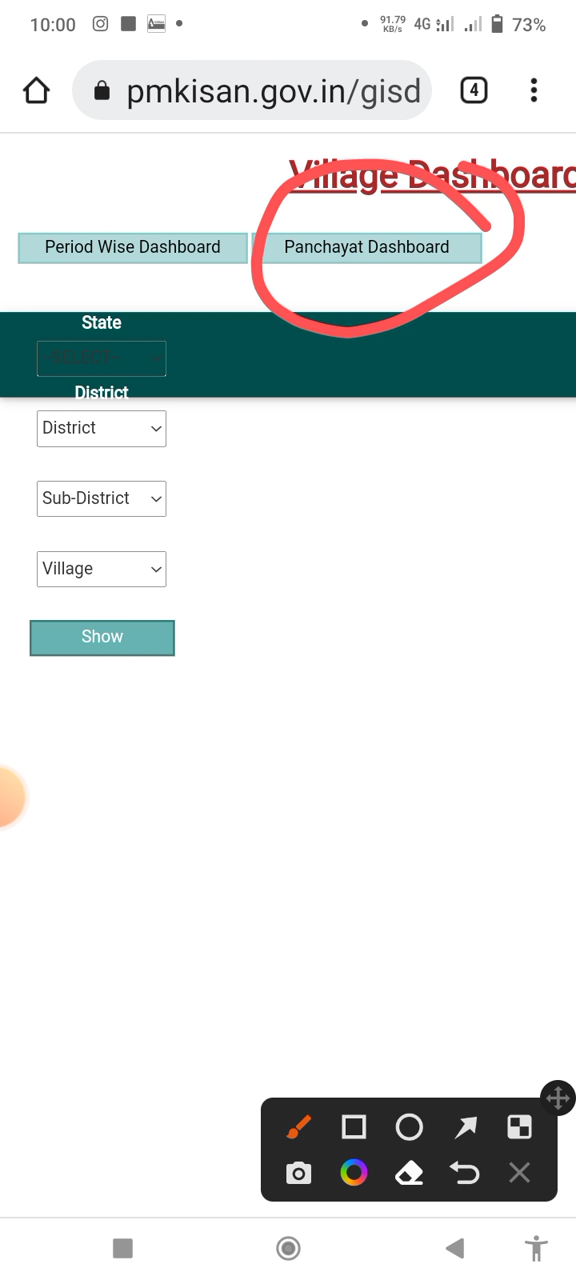 10:00 91.79 KB/s 4G 73%
pmkisan.gov.in/gisd 4
Village Dashboard
Period Wise Dashboard Panchayat Dashboard
State
District
District
Sub-District
Village
Show